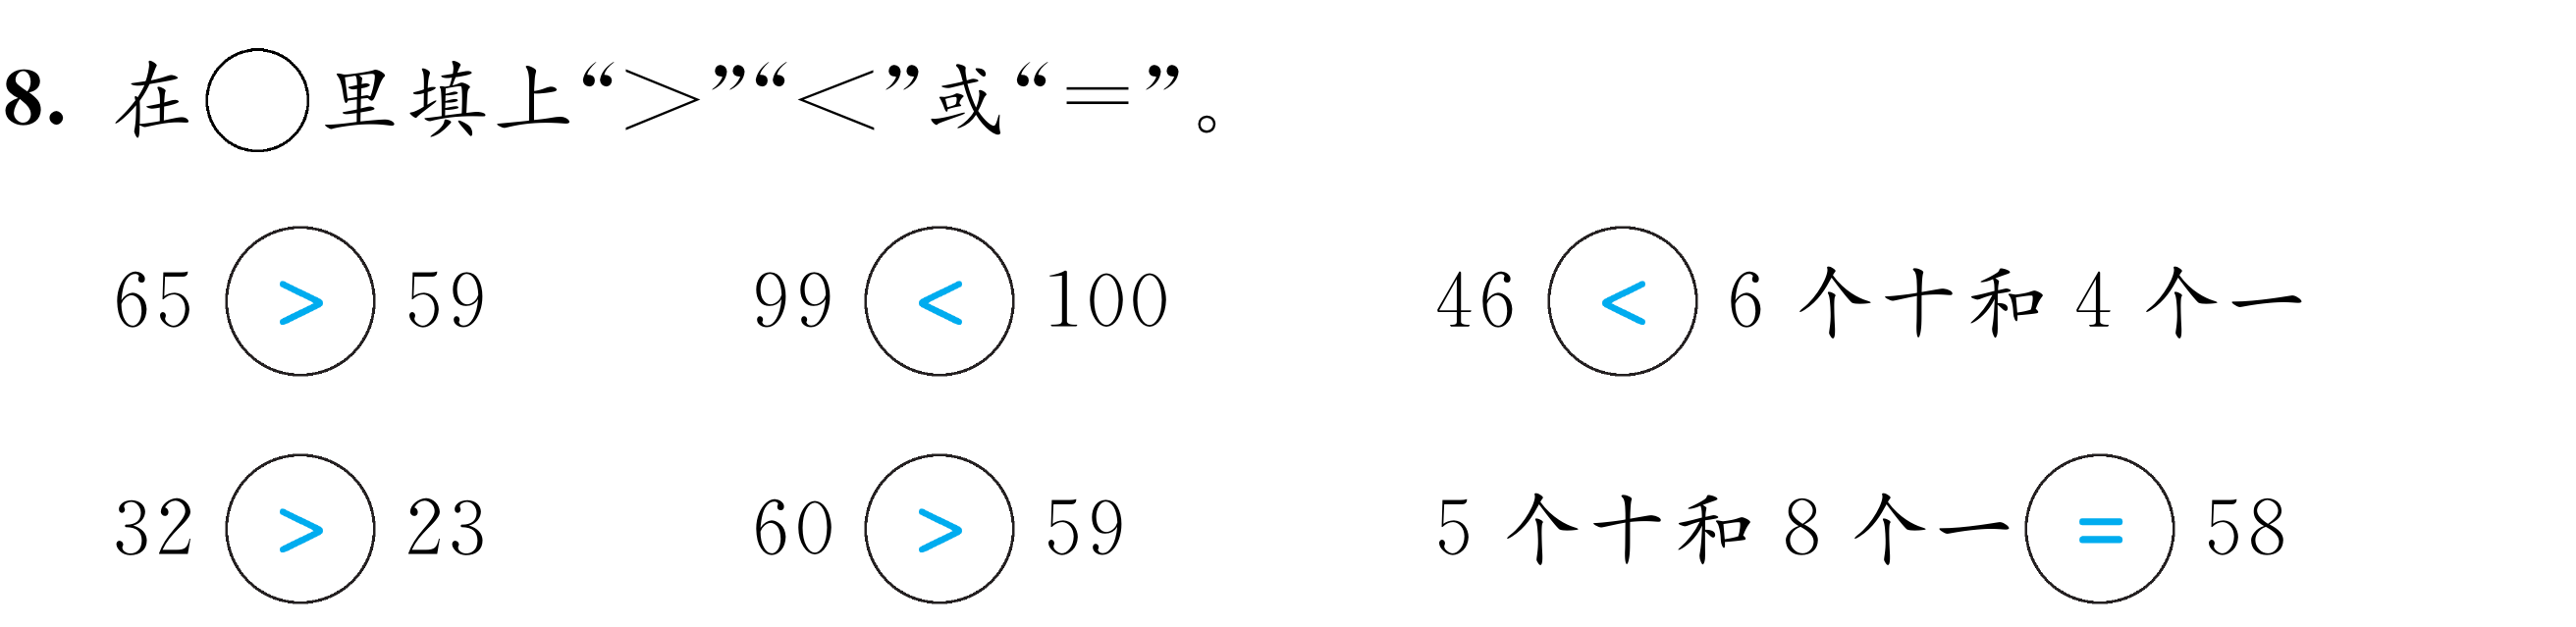 8. 在○里填上“>”“<”或“=”。
65 > 59 99 < 100 46 < 6 个十和 4 个一
32 > 23 60 > 59 5 个十和 8 个一 = 58